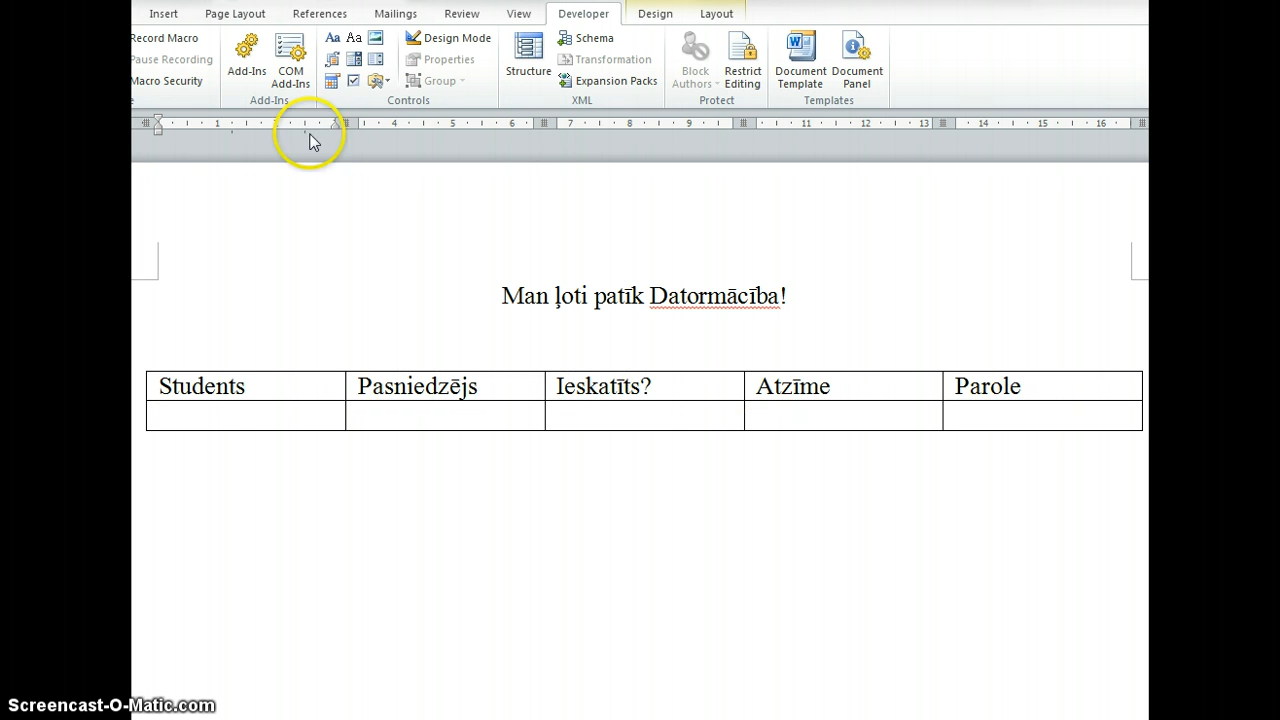 Insert Page Layout References Mailings Review View Developer Design Layout
Record Macro
Pause Recording
Macro Security
Add-Ins
COM Add-Ins
Add-Ins
Aa Aa
Design Mode
Properties
Group
Controls
Structure
Schema
Transformation
Expansion Packs
XML
Block Authors
Restrict Editing
Protect
Document Template
Document Panel
Templates
1 4 5 6 7 8 9 11 12 13 14 15 16
Man ļoti patīk Datormācība!
Students Pasniedzējs Ieskatīts? Atzīme Parole
Screencast-O-Matic.com